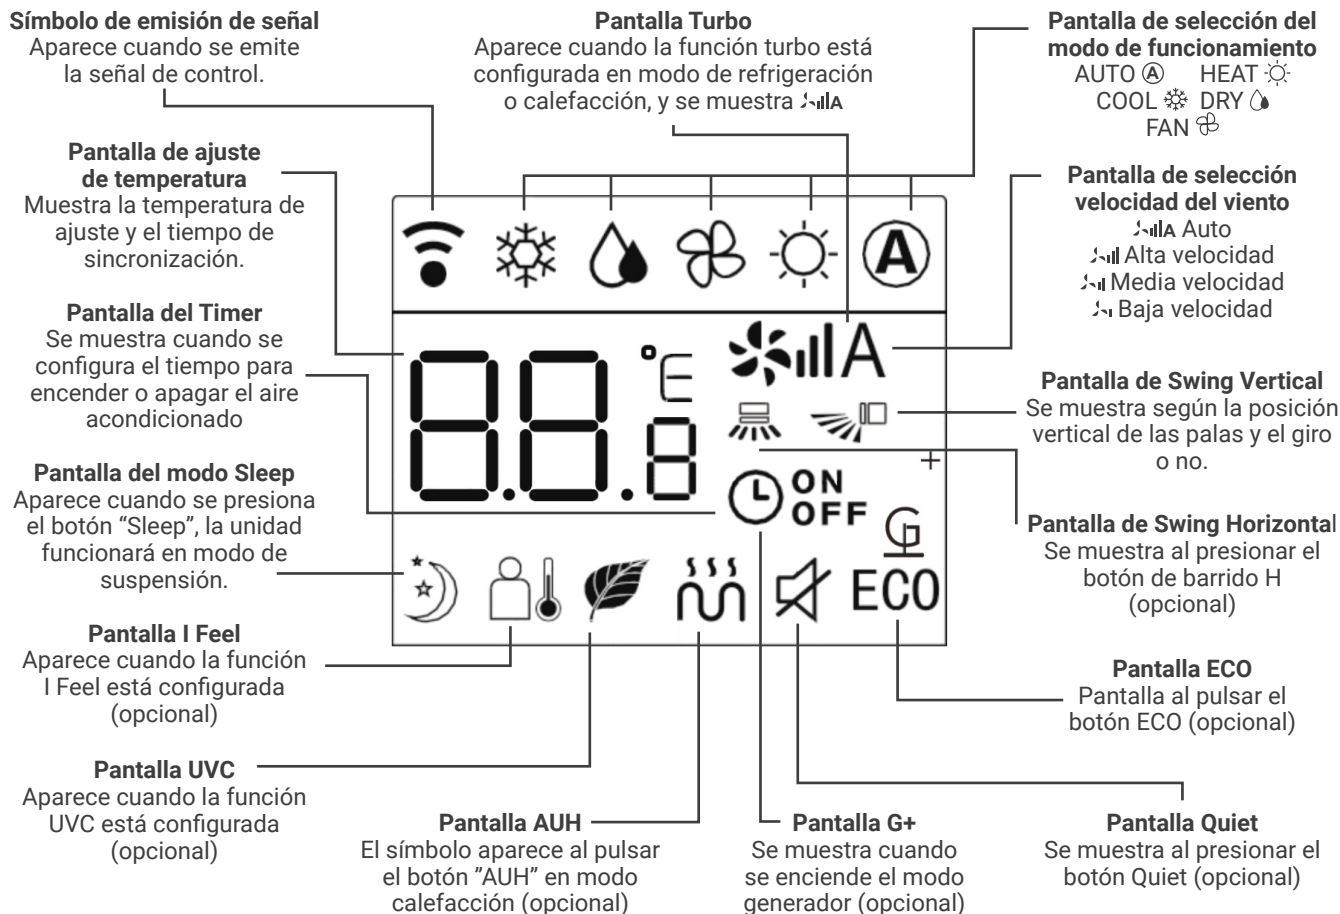 Símbolo de emisión de señal
Aparece cuando se emite
la señal de control.
Pantalla Turbo
Aparece cuando la función turbo está
configurada en modo de refrigeración
o calefacción, y se muestra A
Pantalla de selección del
modo de funcionamiento
AUTO A HEAT
COOL DRY
FAN
Pantalla de ajuste
de temperatura
Muestra la temperatura de
ajuste y el tiempo de
sincronización.
Pantalla de selección
velocidad del viento
A Auto
Alta velocidad
Media velocidad
Baja velocidad
Pantalla del Timer
Se muestra cuando se
configura el tiempo para
encender o apagar el aire
acondicionado
Pantalla de Swing Vertical
Se muestra según la posición
vertical de las palas y el giro
o no.
Pantalla del modo Sleep
Aparece cuando se presiona
el botón “Sleep”, la unidad
funcionará en modo de
suspensión.
Pantalla de Swing Horizontal
Se muestra al presionar el
botón de barrido H
(opcional)
A
88.8 °E
A
ON
OFF
G+
ECO
Pantalla I Feel
Aparece cuando la función
I Feel está configurada
(opcional)
Pantalla ECO
Pantalla al pulsar el
botón ECO (opcional)
Pantalla UVC
Aparece cuando la función
UVC está configurada
(opcional)
Pantalla AUH
El símbolo aparece al pulsar
el botón ”AUH” en modo
calefacción (opcional)
Pantalla G+
Se muestra cuando
se enciende el modo
generador (opcional)
Pantalla Quiet
Se muestra al presionar el
botón Quiet (opcional)